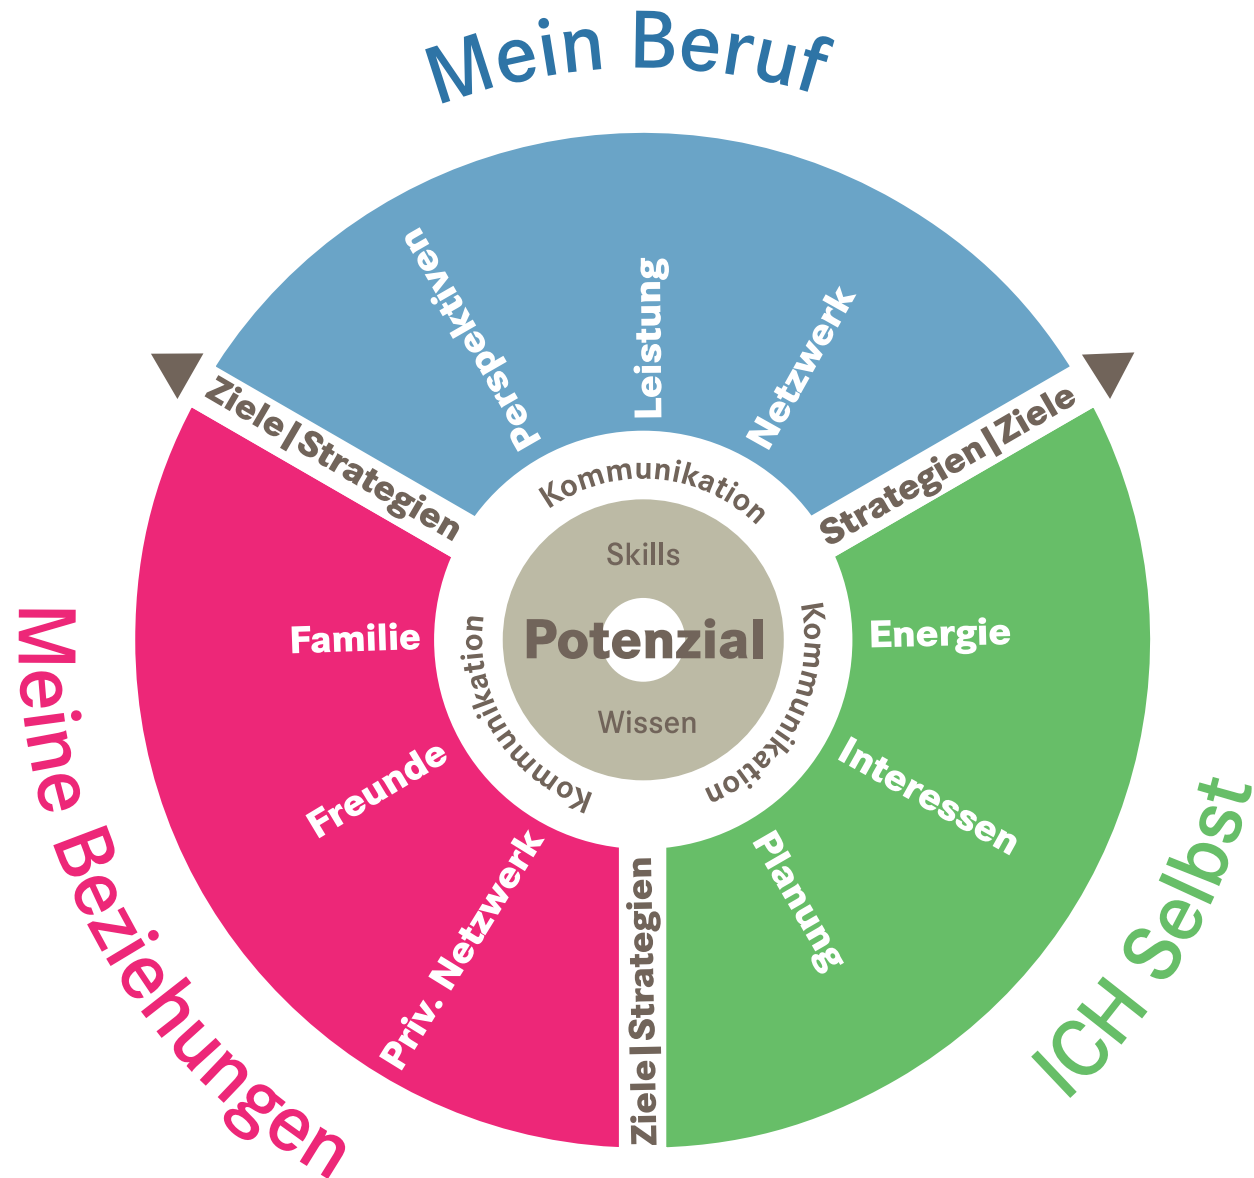 Mein Beruf
Perspektiven
Leistung
Netzwerk
Ziele|Strategien
Strategien|Ziele
Kommunikation
Skills
Potenzial
Wissen
Kommunikation
Kommunikation
Familie
Freunde
Priv. Netzwerk
Energie
Interessen
Planung
Ziele|Strategien
Meine Beziehungen
ICH Selbst